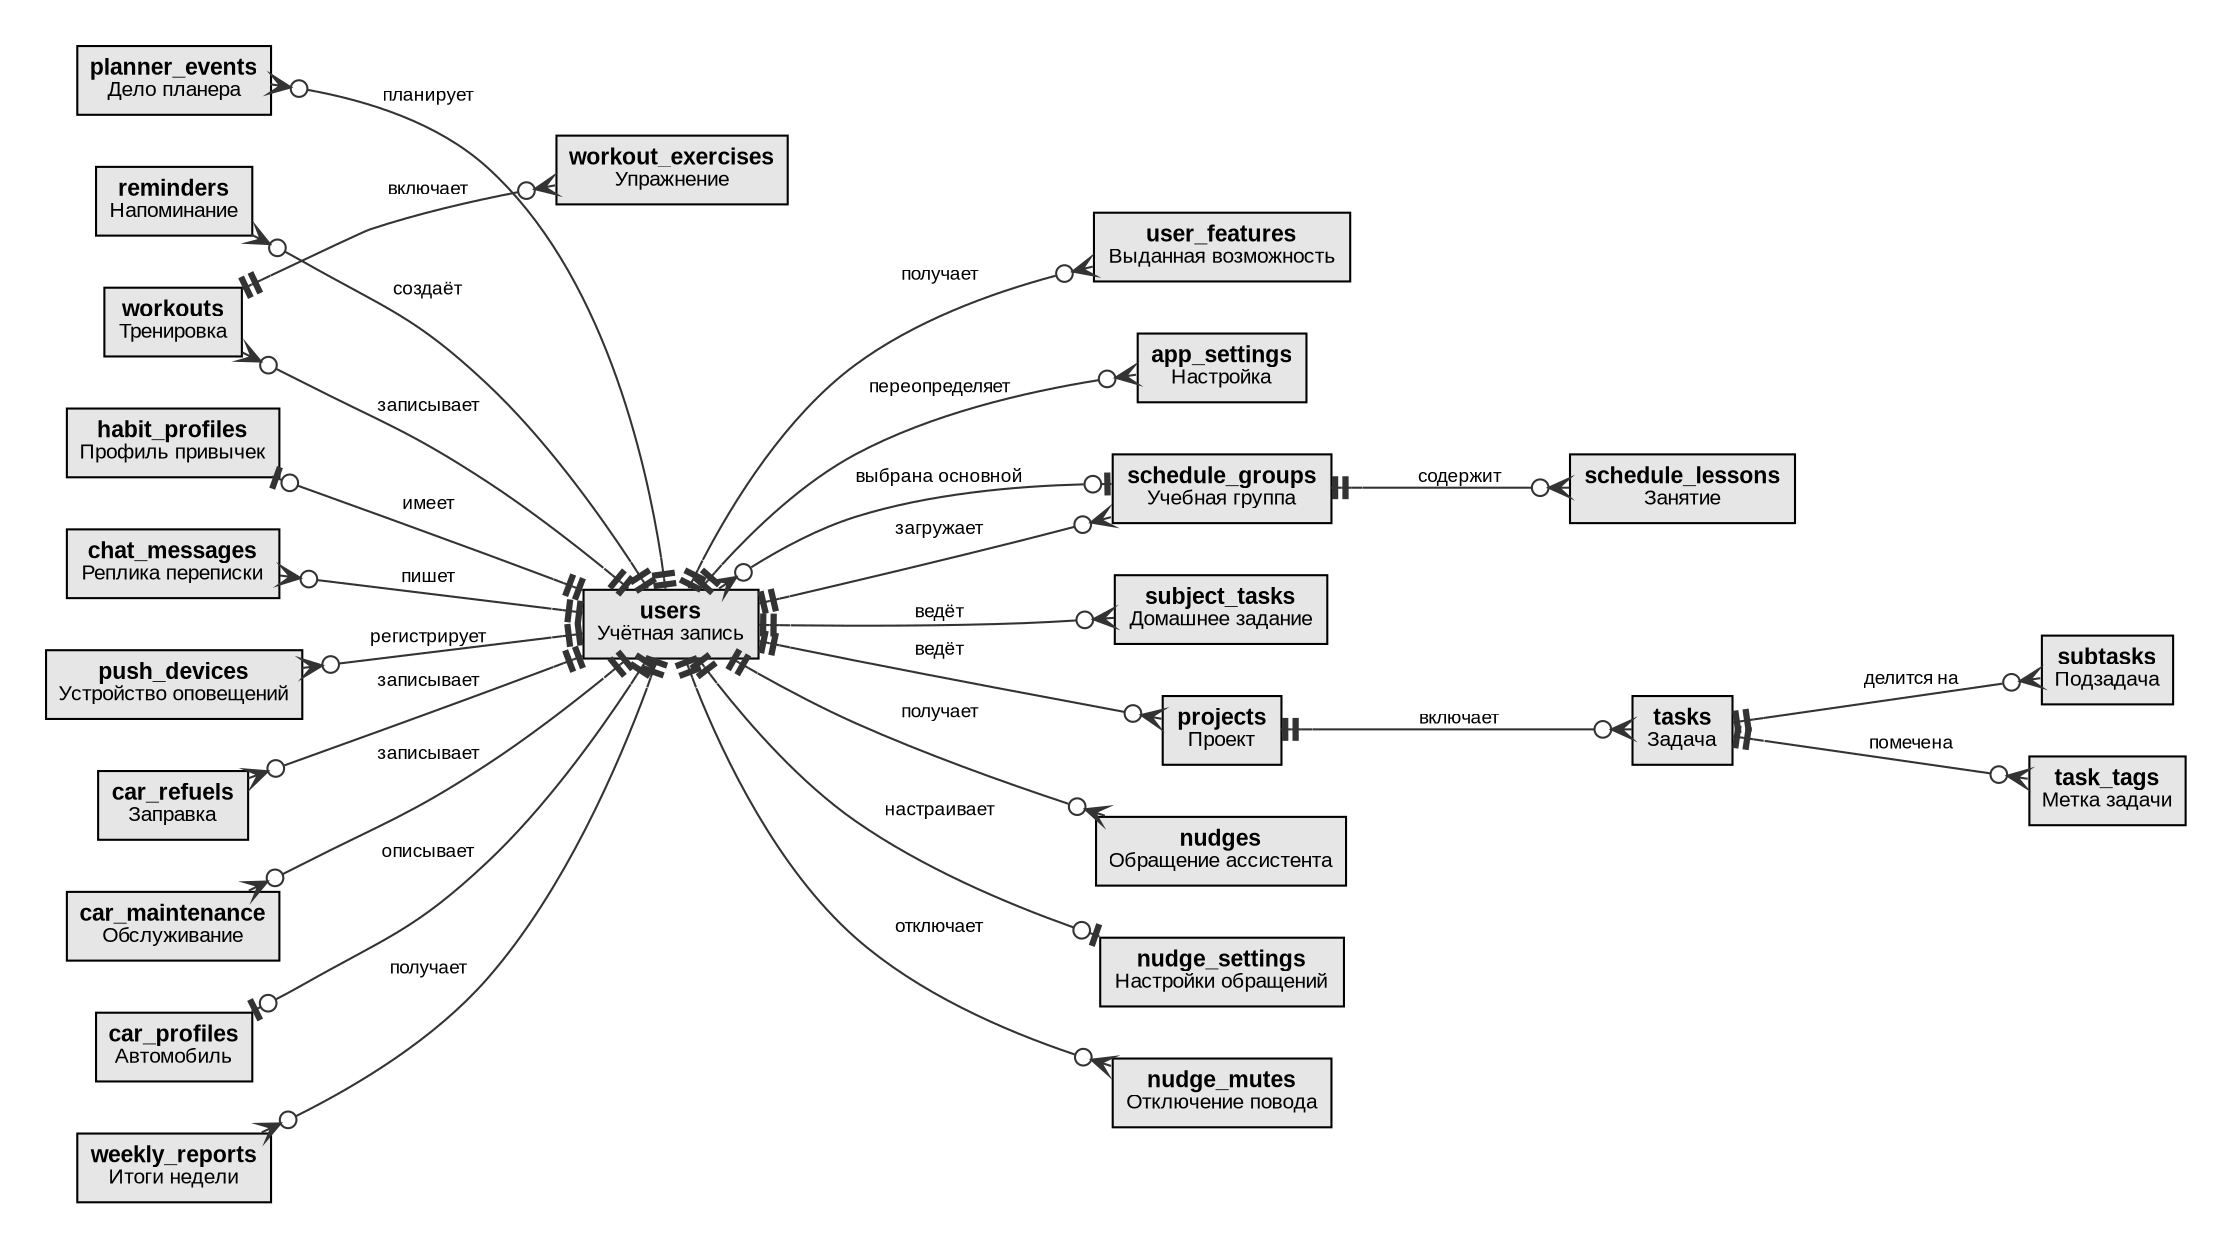 planner_events
Дело планера
планирует
reminders
Напоминание
создаёт
workouts
Тренировка
включает
workout_exercises
Упражнение
записывает
habit_profiles
Профиль привычек
имеет
chat_messages
Реплика переписки
пишет
push_devices
Устройство оповещений
регистрирует
car_refuels
Заправка
записывает
car_maintenance
Обслуживание
записывает
car_profiles
Автомобиль
описывает
weekly_reports
Итоги недели
получает
users
Учётная запись
получает
user_features
Выданная возможность
переопределяет
app_settings
Настройка
выбрана основной
загружает
schedule_groups
Учебная группа
содержит
schedule_lessons
Занятие
ведёт
subject_tasks
Домашнее задание
ведёт
projects
Проект
включает
tasks
Задача
делится на
subtasks
Подзадача
помечена
task_tags
Метка задачи
получает
nudges
Обращение ассистента
настраивает
nudge_settings
Настройки обращений
отключает
nudge_mutes
Отключение повода